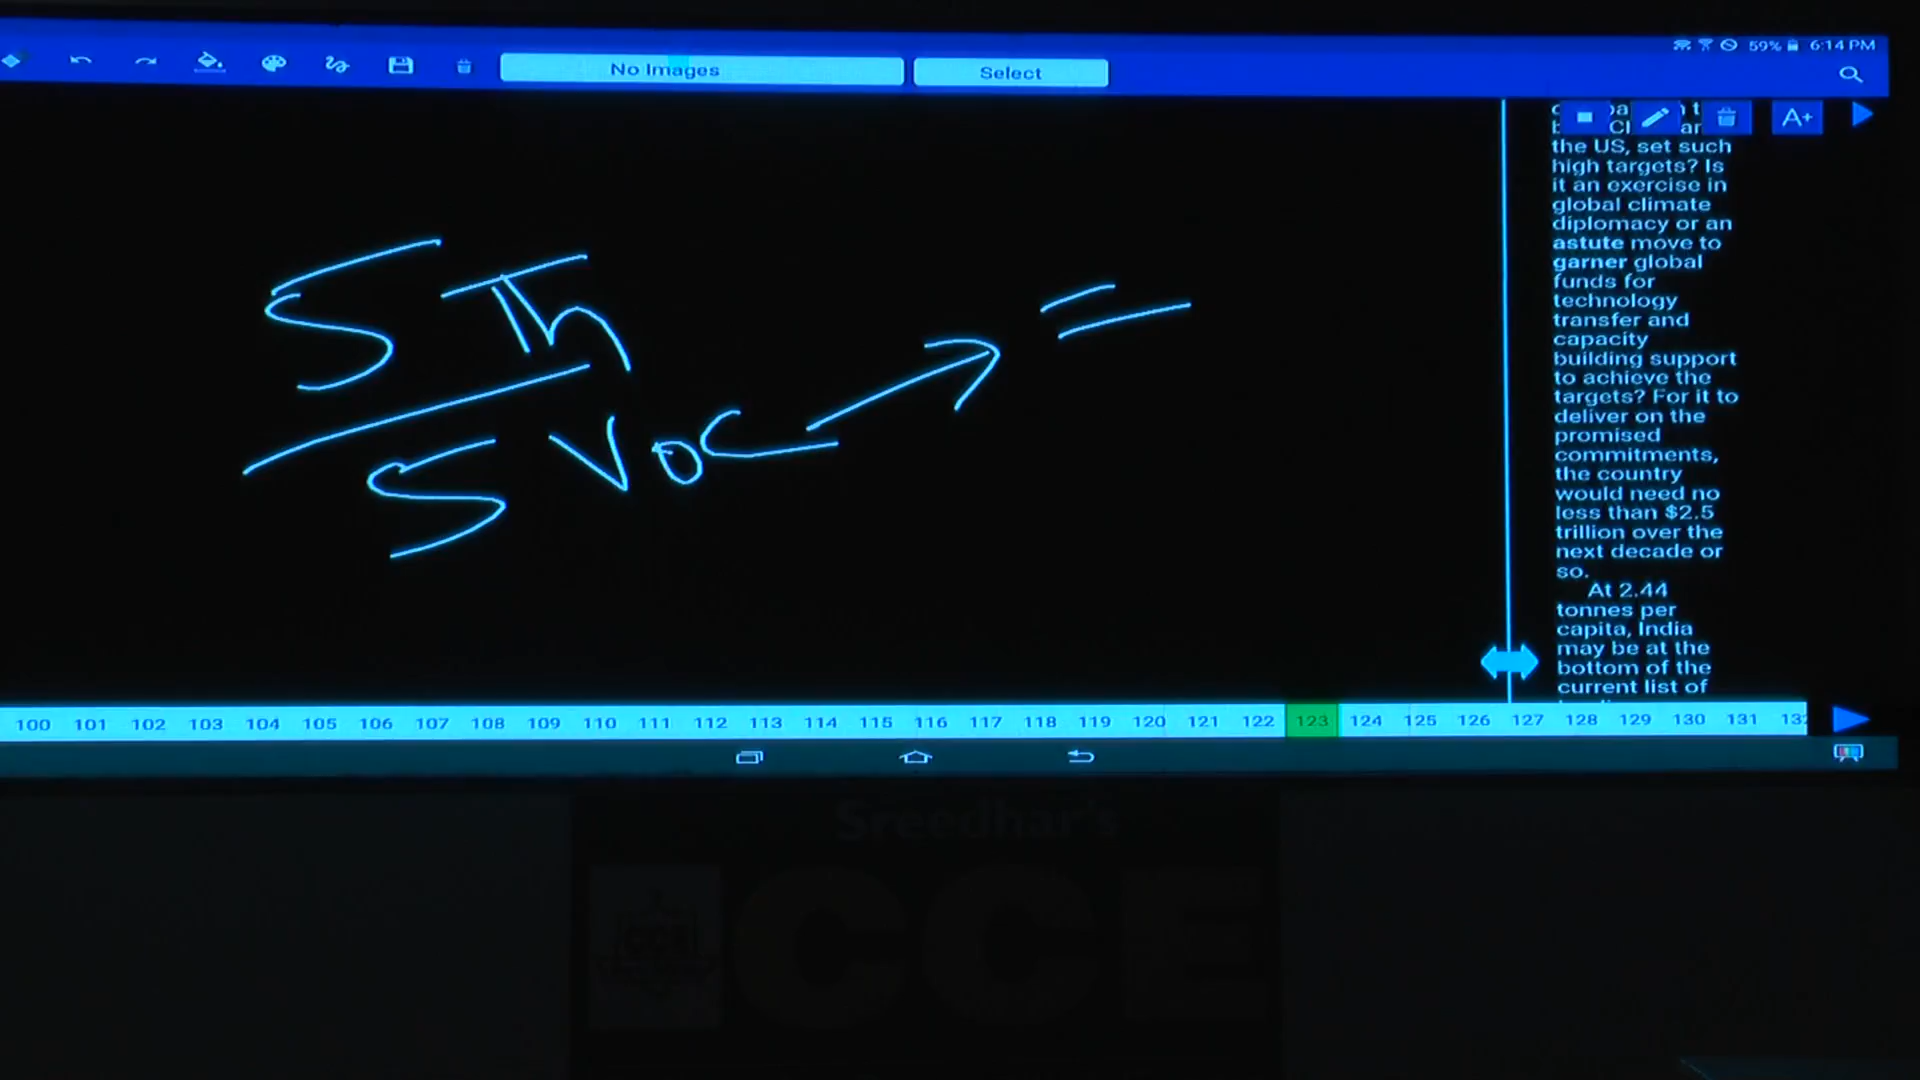 59% 6:14 PM
No Images Select
A+
the US, set such
high targets? Is
it an exercise in
global climate
diplomacy or an
astute move to
garner global
funds for
technology
transfer and
capacity
building support
to achieve the
targets? For it to
deliver on the
promised
commitments,
the country
would need no
less than $2.5
trillion over the
next decade or
so.
At 2.44
tonnes per
capita, India
may be at the
bottom of the
current list of
5 Th
5 Voc
=
100 101 102 103 104 105 106 107 108 109 110 111 112 113 114 115 116 117 118 119 120 121 122 123 124 125 126 127 128 129 130 131
Sreedhar's
CCE